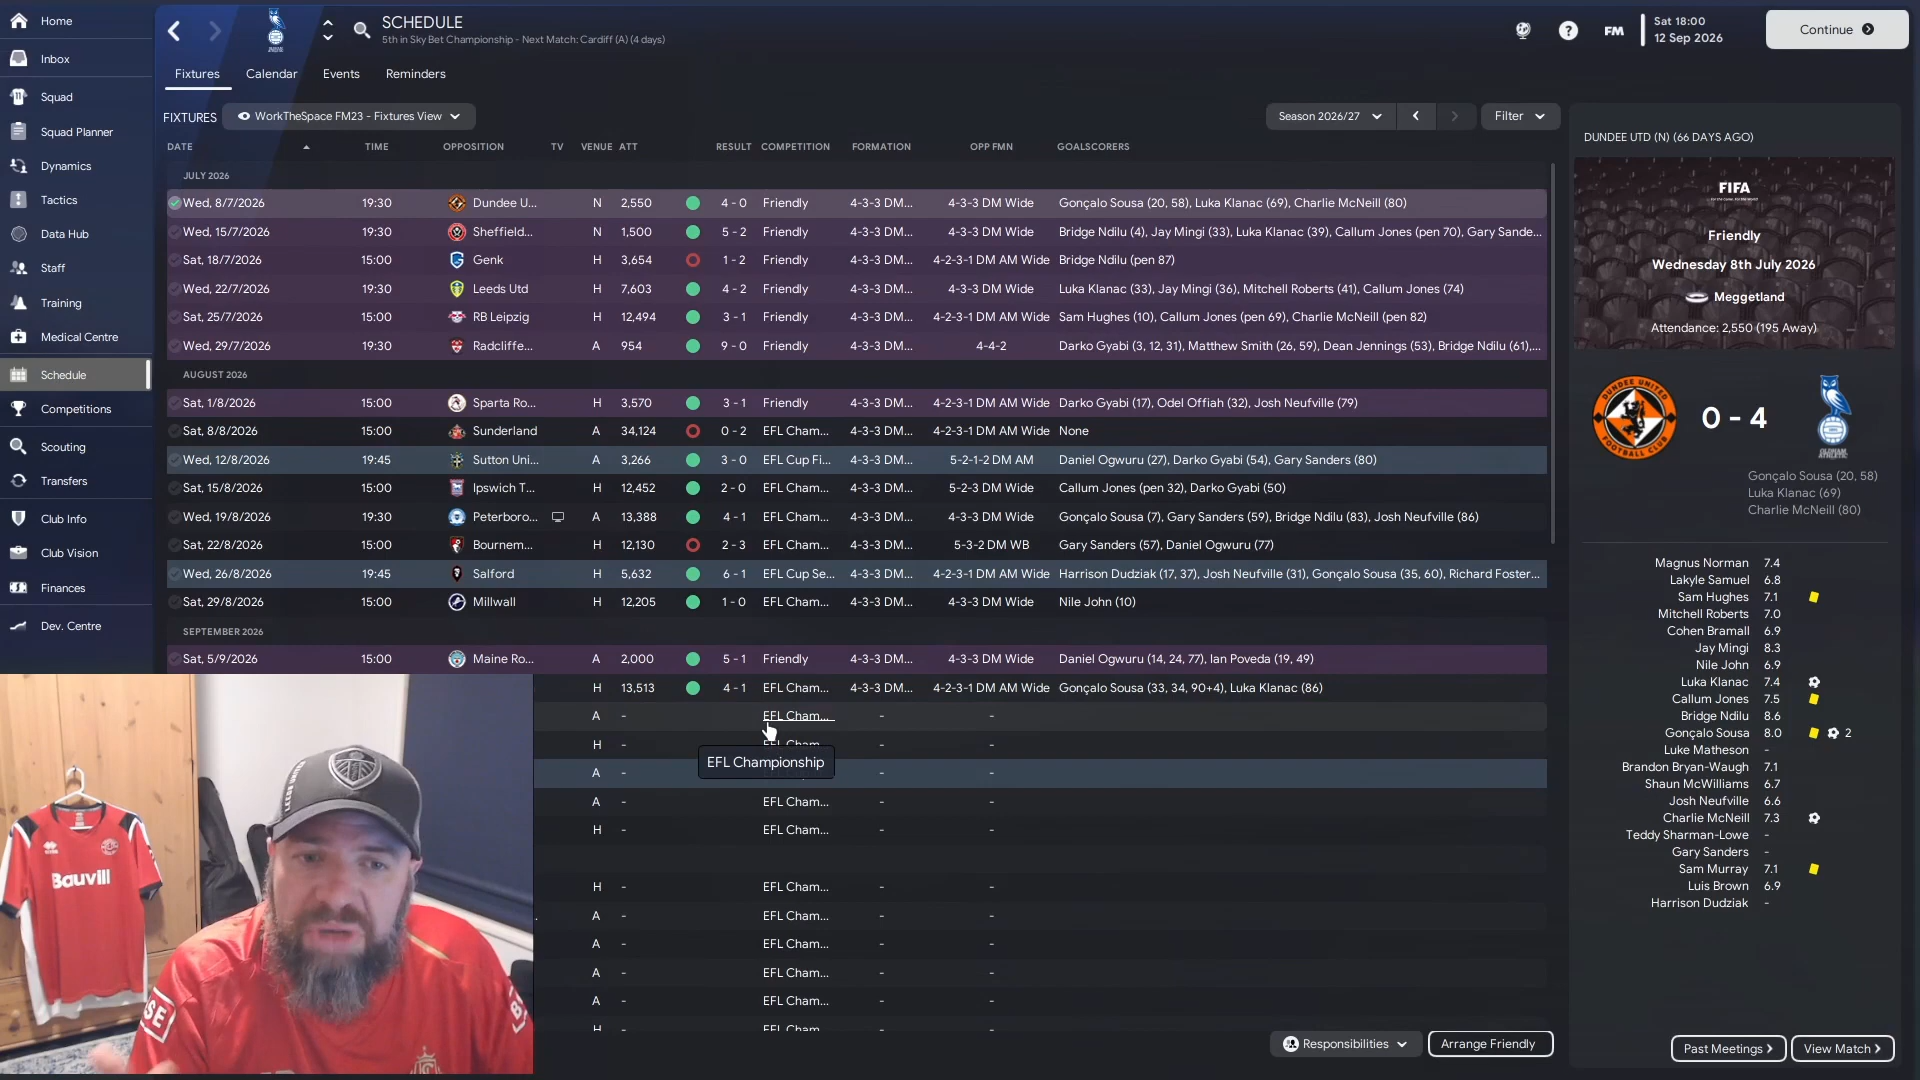 Home
Inbox
Squad
Squad Planner
Dynamics
Tactics
Data Hub
Staff
Training
Medical Centre
Schedule
Competitions
Scouting
Transfers
Club Info
Club Vision
Finances
Dev. Centre
SCHEDULE
5th in Sky Bet Championship - Next Match: Cardiff (A) (4 days)
FM
Sat 18:00
12 Sep 2026
Continue
Fixtures Calendar Events Reminders
FIXTURES WorkTheSpace FM23 - Fixtures View Season 2026/27 Filter
DATE TIME OPPOSITION TV VENUE ATT RESULT COMPETITION FORMATION OPP FMN GOALSCORERS
JULY 2026
Wed, 8/7/2026 19:30 Dundee U... N 2,550 4 - 0 Friendly 4-3-3 DM... 4-3-3 DM Wide Gonçalo Sousa (20, 58), Luka Klanac (69), Charlie McNeill (80)
Wed, 15/7/2026 19:30 Sheffield... N 1,500 5 - 2 Friendly 4-3-3 DM... 4-3-3 DM Wide Bridge Ndilu (4), Jay Mingi (33), Luka Klanac (39), Callum Jones (pen 70), Gary Sande...
Sat, 18/7/2026 15:00 Genk H 3,654 1 - 2 Friendly 4-3-3 DM... 4-2-3-1 DM AM Wide Bridge Ndilu (pen 87)
Wed, 22/7/2026 19:30 Leeds Utd H 7,603 4 - 2 Friendly 4-3-3 DM... 4-3-3 DM Wide Luka Klanac (33), Jay Mingi (36), Mitchell Roberts (41), Callum Jones (74)
Sat, 25/7/2026 15:00 RB Leipzig H 12,494 3 - 1 Friendly 4-3-3 DM... 4-2-3-1 DM AM Wide Sam Hughes (10), Callum Jones (pen 69), Charlie McNeill (pen 82)
Wed, 29/7/2026 19:30 Radcliffe... A 954 9 - 0 Friendly 4-3-3 DM... 4-4-2 Darko Gyabi (3, 12, 31), Matthew Smith (26, 59), Dean Jennings (53), Bridge Ndilu (61),...
AUGUST 2026
Sat, 1/8/2026 15:00 Sparta Ro... H 3,570 3 - 1 Friendly 4-3-3 DM... 4-2-3-1 DM AM Wide Darko Gyabi (17), Odel Offiah (32), Josh Neufville (79)
Sat, 8/8/2026 15:00 Sunderland A 34,124 0 - 2 EFL Cham... 4-3-3 DM... 4-2-3-1 DM AM Wide None
Wed, 12/8/2026 19:45 Sutton Uni... A 3,266 3 - 0 EFL Cup Fi... 4-3-3 DM... 5-2-1-2 DM AM Daniel Ogwuru (27), Darko Gyabi (54), Gary Sanders (80)
Sat, 15/8/2026 15:00 Ipswich T... H 12,452 2 - 0 EFL Cham... 4-3-3 DM... 5-2-3 DM Wide Callum Jones (pen 32), Darko Gyabi (50)
Wed, 19/8/2026 19:30 Peterboro... A 13,388 4 - 1 EFL Cham... 4-3-3 DM... 4-3-3 DM Wide Gonçalo Sousa (7), Gary Sanders (59), Bridge Ndilu (83), Josh Neufville (86)
Sat, 22/8/2026 15:00 Bournem... H 12,130 2 - 3 EFL Cham... 4-3-3 DM... 5-3-2 DM WB Gary Sanders (57), Daniel Ogwuru (77)
Wed, 26/8/2026 19:45 Salford H 5,632 6 - 1 EFL Cup Se... 4-3-3 DM... 4-2-3-1 DM AM Wide Harrison Dudziak (17, 37), Josh Neufville (31), Gonçalo Sousa (35, 60), Richard Foster...
Sat, 29/8/2026 15:00 Millwall H 12,205 1 - 0 EFL Cham... 4-3-3 DM... 4-3-3 DM Wide Nile John (10)
SEPTEMBER 2026
Sat, 5/9/2026 15:00 Maine Ro... A 2,000 5 - 1 Friendly 4-3-3 DM... 4-3-3 DM Wide Daniel Ogwuru (14, 24, 77), Ian Poveda (19, 49)
H 13,513 4 - 1 EFL Cham... 4-3-3 DM... 4-2-3-1 DM AM Wide Gonçalo Sousa (33, 34, 90+4), Luka Klanac (86)
A - EFL Cham... - -
H - EFL Cham... - -
EFL Championship
A - - -
A - EFL Cham... - -
H - EFL Cham... - -
H - EFL Cham... - -
A - EFL Cham... - -
A - EFL Cham... - -
A - EFL Cham... - -
A - EFL Cham... - -
H - EFL Cham... - -
Responsibilities Arrange Friendly
DUNDEE UTD (N) (66 DAYS AGO)
FIFA
Friendly
Wednesday 8th July 2026
Meggetland
Attendance: 2,550 (195 Away)
DUNDEE UNITED
FOOTBALL CLUB
0 - 4
OLDHAM
ATHLETIC
Gonçalo Sousa (20, 58)
Luka Klanac (69)
Charlie McNeill (80)
Magnus Norman 7.4
Lakyle Samuel 6.8
Sam Hughes 7.1
Mitchell Roberts 7.0
Cohen Bramall 6.9
Jay Mingi 8.3
Nile John 6.9
Luka Klanac 7.4
Callum Jones 7.5
Bridge Ndilu 8.6
Gonçalo Sousa 8.0 2
Luke Matheson -
Brandon Bryan-Waugh 7.1
Shaun McWilliams 6.7
Josh Neufville 6.6
Charlie McNeill 7.3
Teddy Sharman-Lowe -
Gary Sanders -
Sam Murray 7.1
Luis Brown 6.9
Harrison Dudziak -
Past Meetings View Match
Bauvill